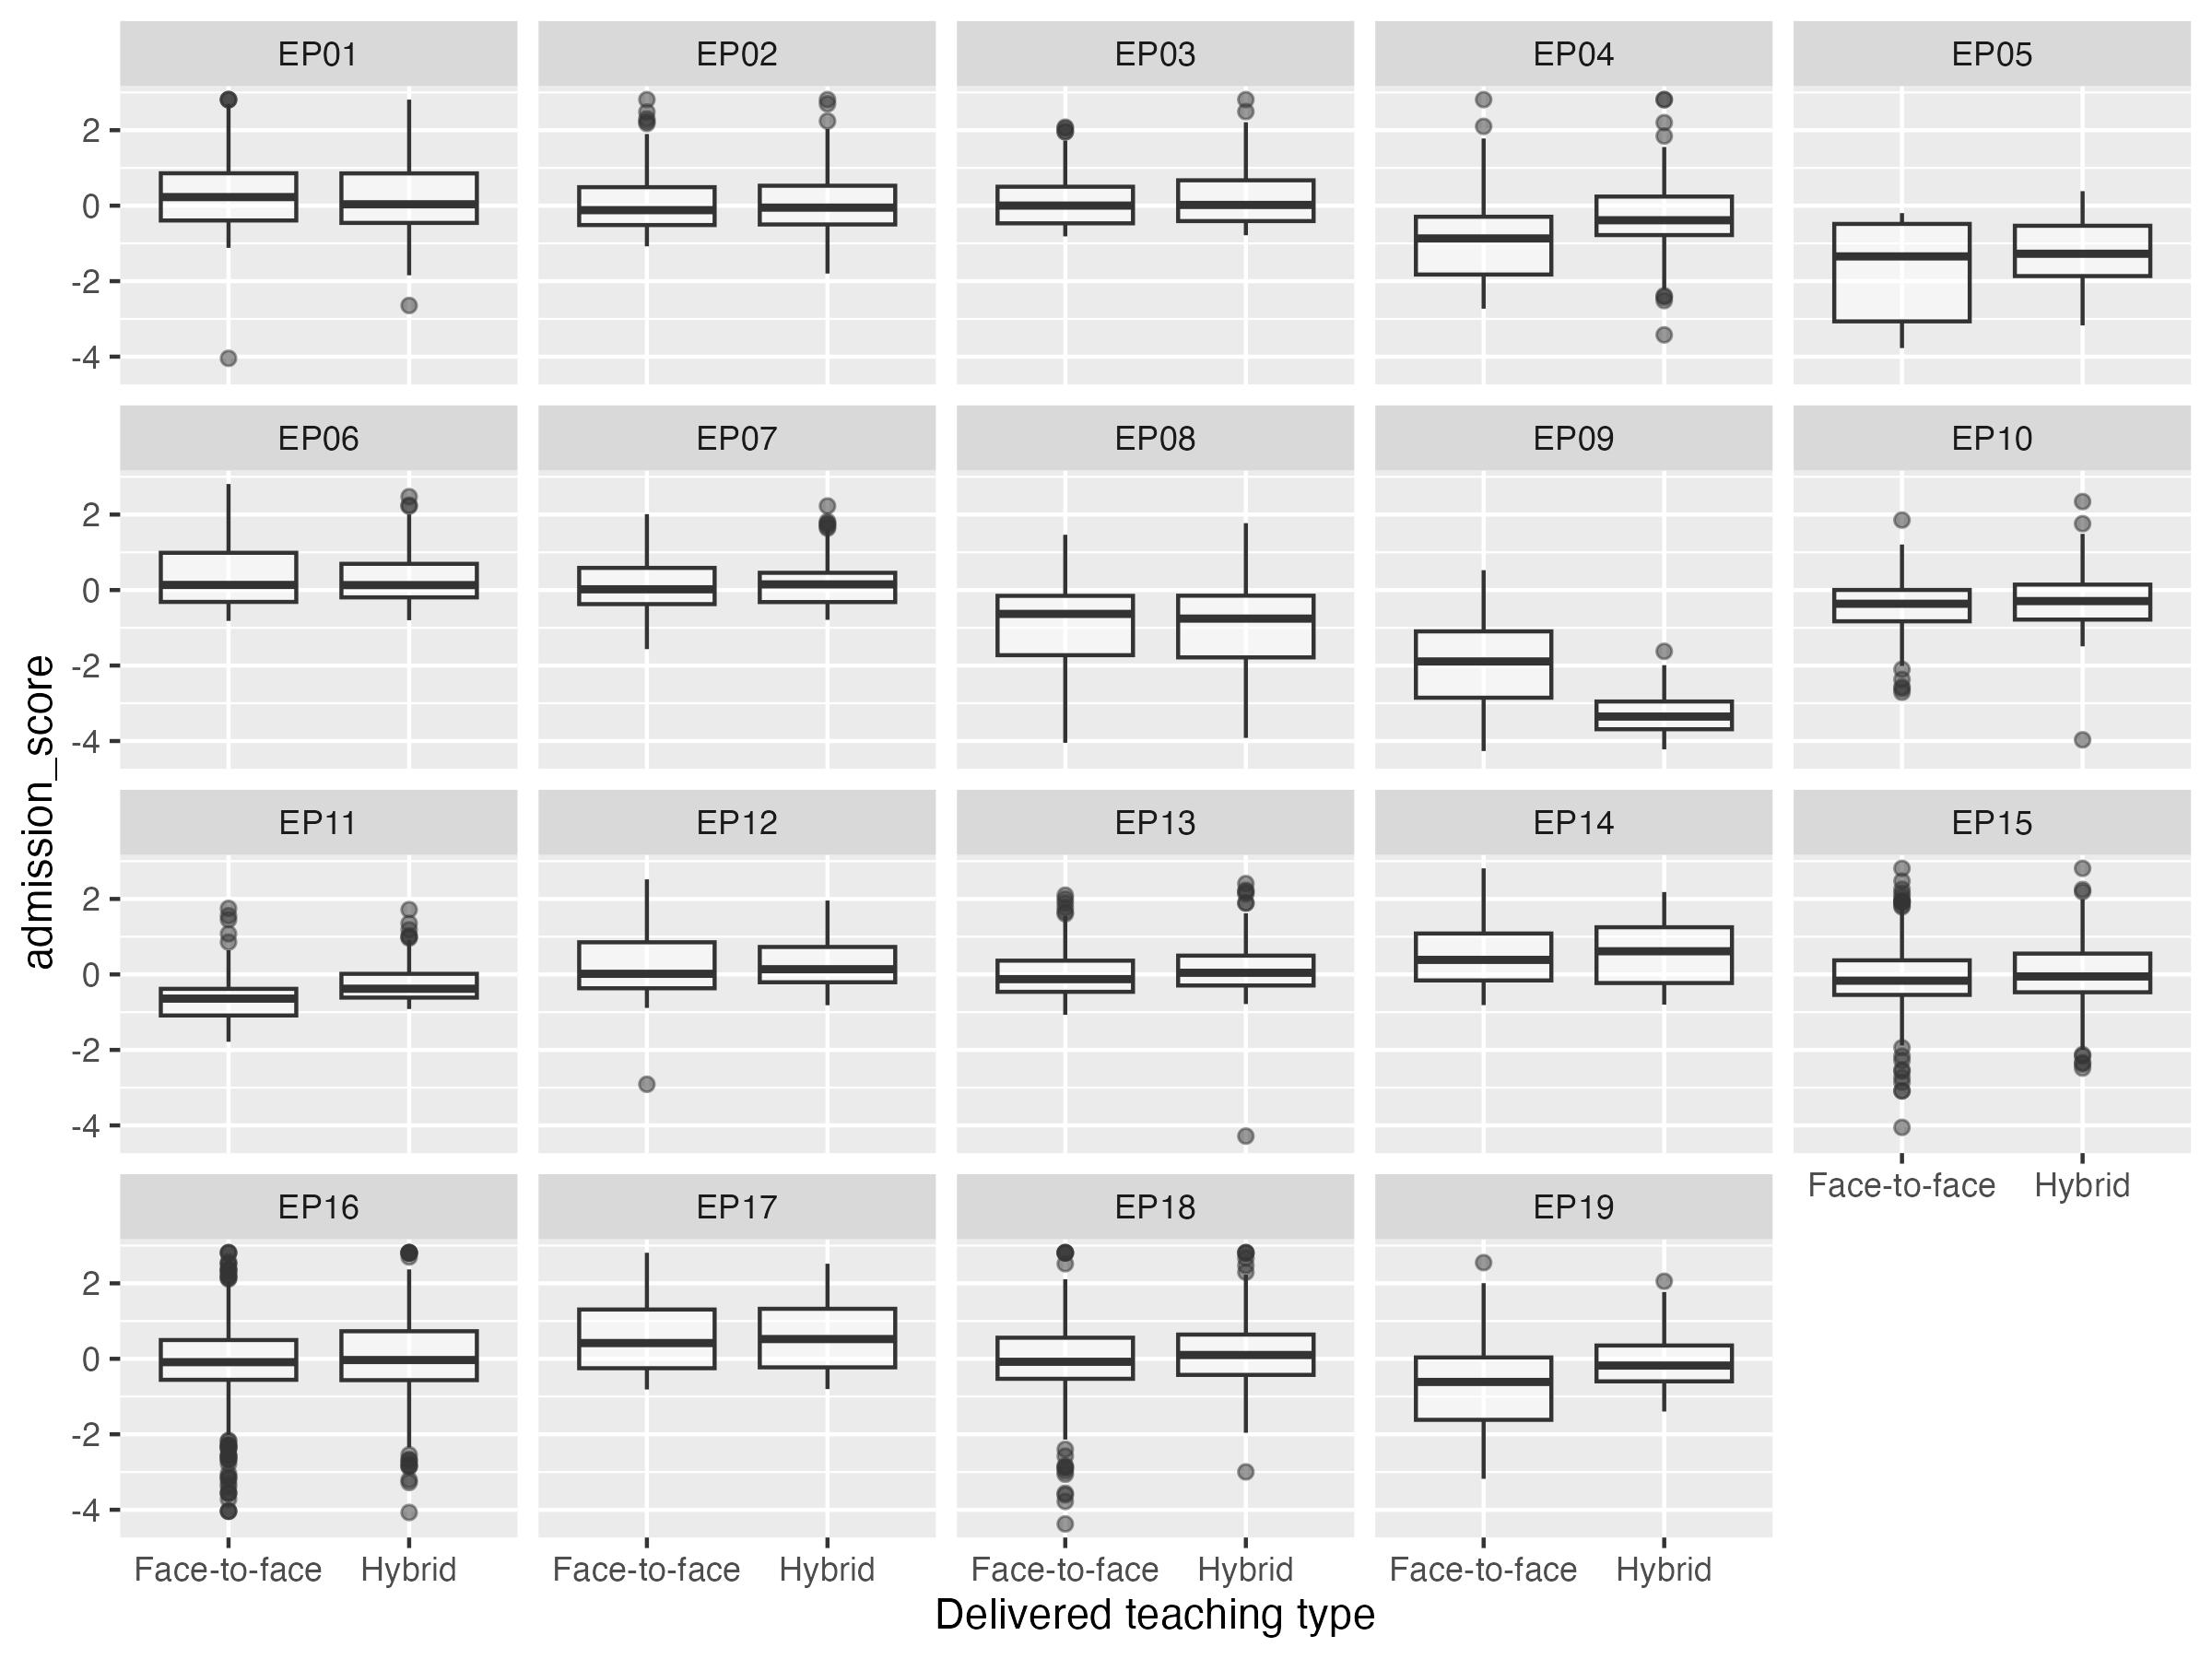 EP01 EP02 EP03 EP04 EP05
2
0
-2
-4
EP06 EP07 EP08 EP09 EP10
2
0
-2
-4
admission_score
EP11 EP12 EP13 EP14 EP15
2
0
-2
-4
Face-to-face Hybrid
EP16 EP17 EP18 EP19
2
0
-2
-4
Face-to-face Hybrid Face-to-face Hybrid Face-to-face Hybrid Face-to-face Hybrid
Delivered teaching type